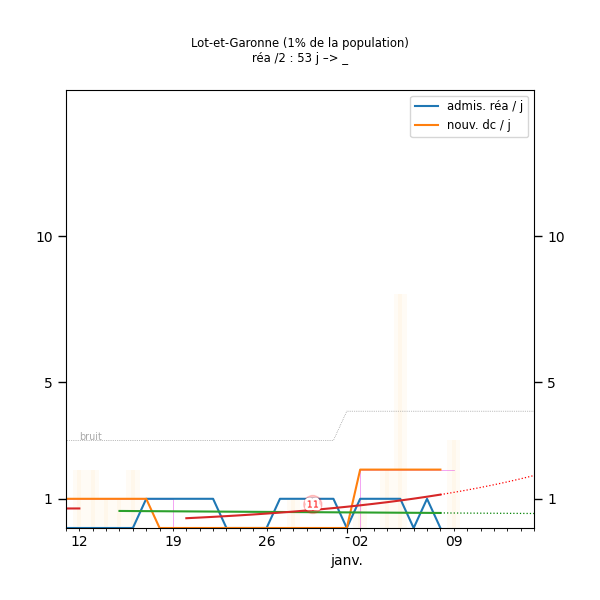 Lot-et-Garonne (1% de la population)
réa /2 : 53 j –> _
admis. réa / j
nouv. dc / j
10
10
5
5
bruit
11
1
1
12
19
26
02
09
janv.